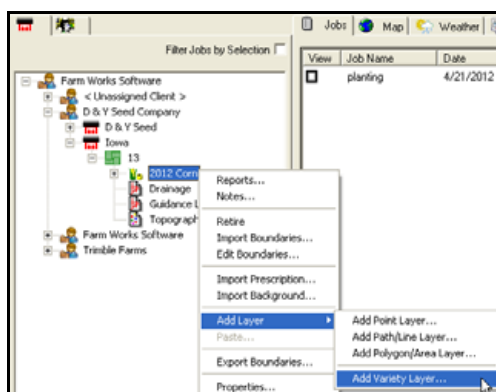 Jobs
Map
Weather
Filter Jobs by Selection
View
Job Name
Date
planting
4/21/2012
Farm Works Software
< Unassigned Client >
D & Y Seed Company
D & Y Seed
Iowa
13
2012 Corn
Drainage
Guidance L
Topograph
Farm Works Software
Trimble Farms
Reports...
Notes...
Retire
Import Boundaries...
Edit Boundaries...
Import Prescription...
Import Background...
Add Layer
Paste...
Export Boundaries...
Properties...
Add Point Layer...
Add Path/Line Layer...
Add Polygon/Area Layer...
Add Variety Layer...